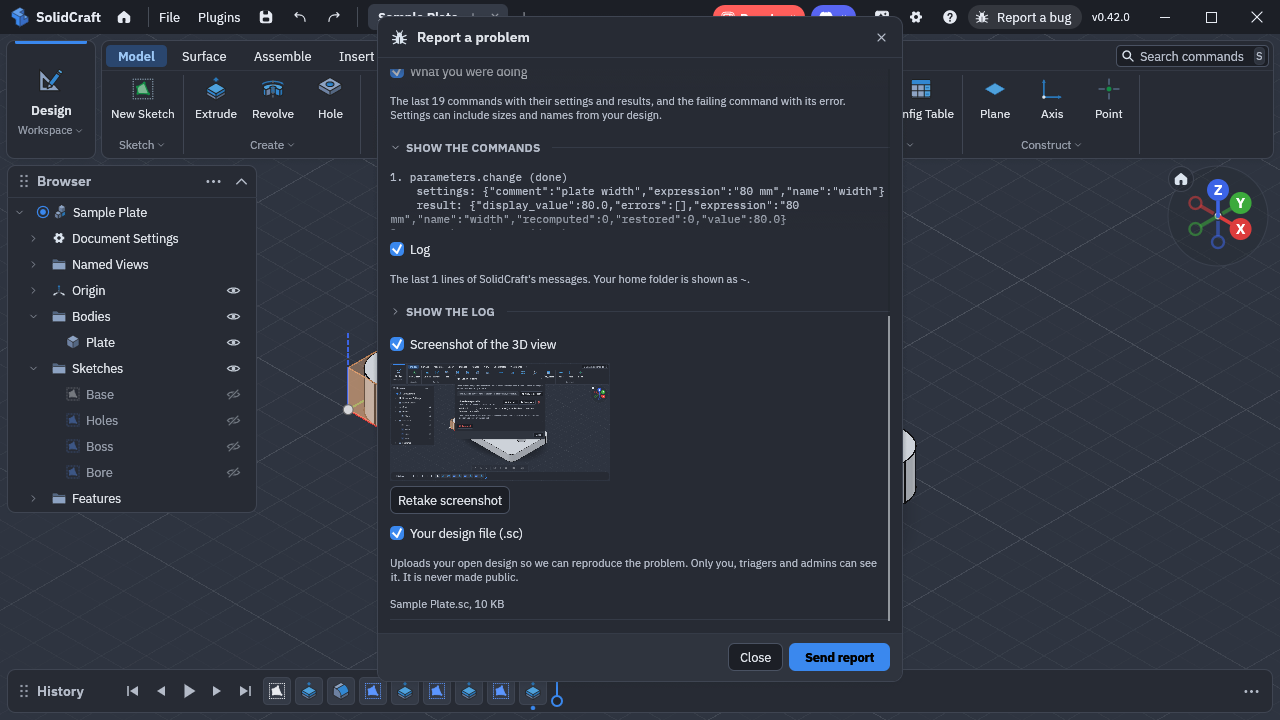 SolidCraft
File
Plugins
Report a bug
v0.42.0
Report a problem
Model
Surface
Assembly
Insert
Search commands
S
Design
Workspace
New Sketch
Extrude
Revolve
Hole
Plane
Axis
Point
Sketch
Create
Construct
What you were doing
The last 19 commands with their settings and results, and the failing command with its error.
Settings can include sizes and names from your design.
SHOW THE COMMANDS
1. parameters.change (done)
settings: {"comment":"plate width","expression":"80 mm","name":"width"}
result: {"display_value":80.0,"errors":[],"expression":"80
mm","name":"width","recomputed":0,"restored":0,"value":80.0}
Log
The last 1 lines of SolidCraft's messages. Your home folder is shown as ~.
SHOW THE LOG
Screenshot of the 3D view
Retake screenshot
Your design file (.sc)
Uploads your open design so we can reproduce the problem. Only you, triagers and admins can see
it. It is never made public.
Sample Plate.sc, 10 KB
Close
Send report
Browser
Sample Plate
Document Settings
Named Views
Origin
Bodies
Plate
Sketches
Base
Holes
Boss
Bore
Features
Z
Y
X
History